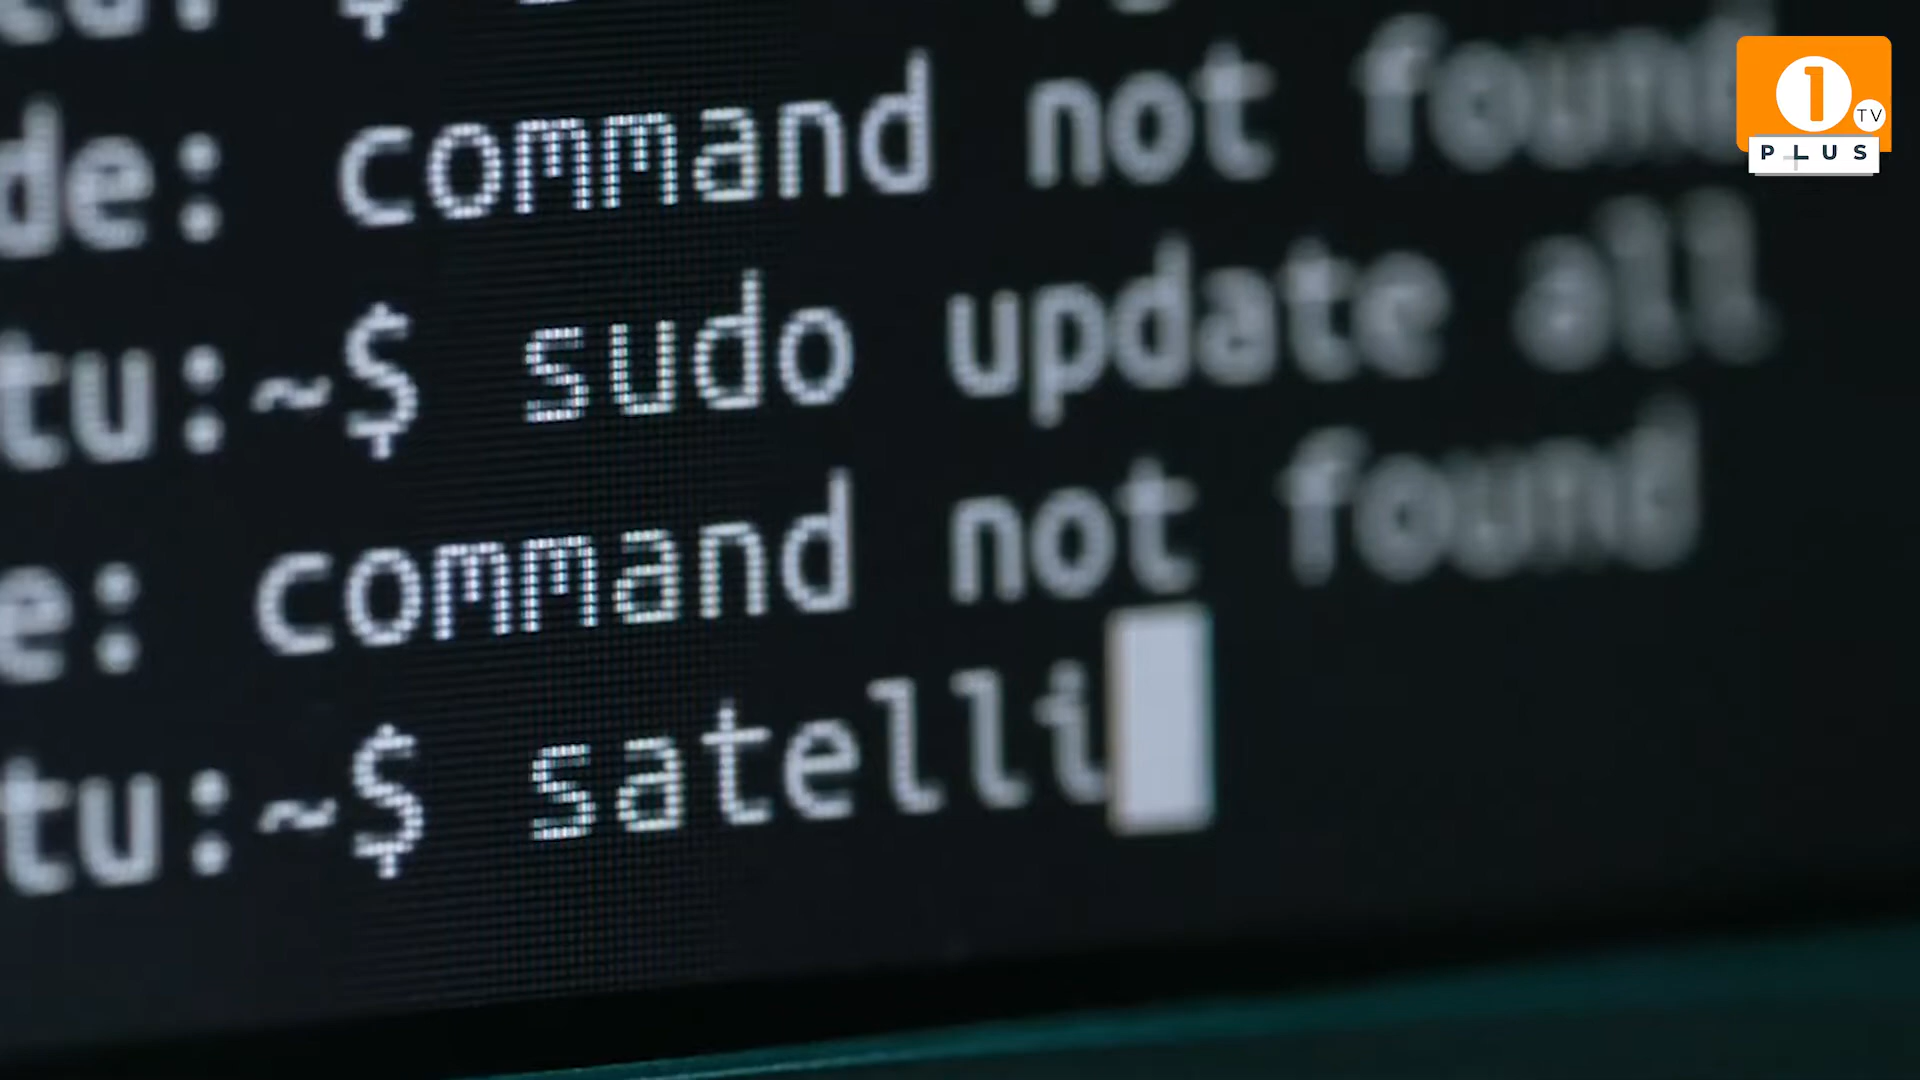 de: command not found
tu:~$ sudo update all
e: command not found
tu:~$ satelli
1
TV
PLUS